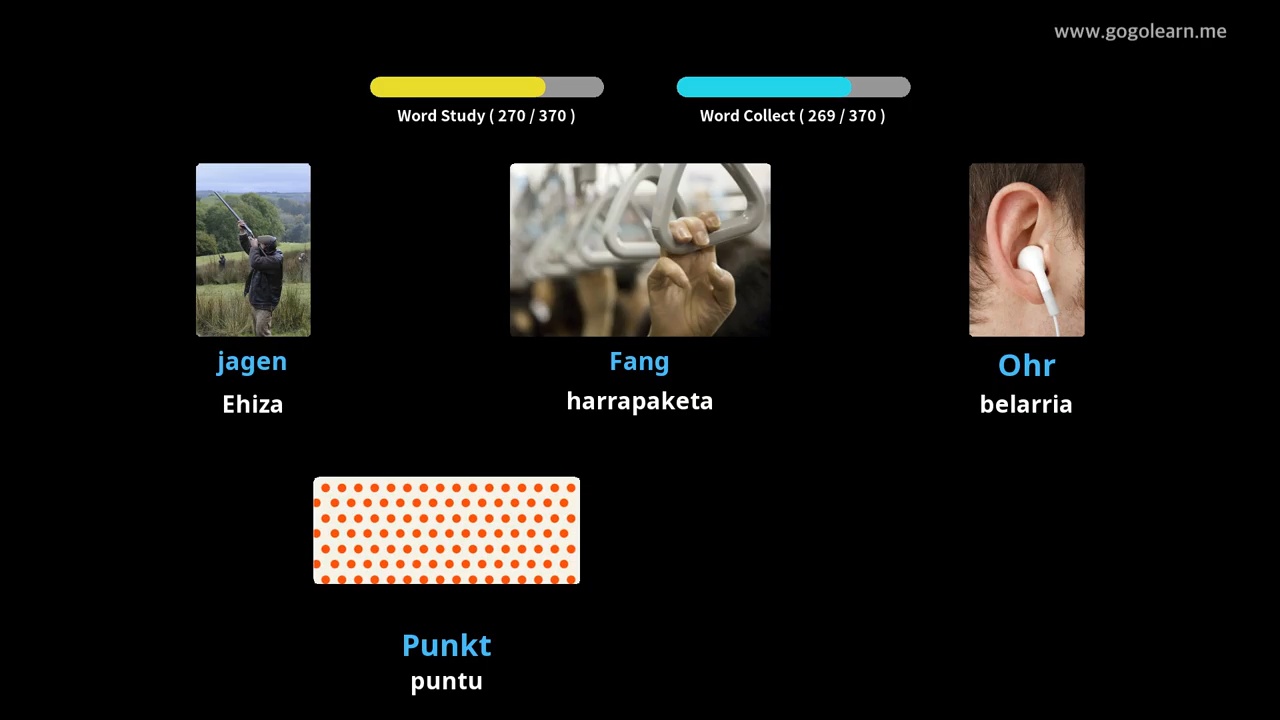 www.gogolearn.me
Word Study ( 270 / 370 )
Word Collect ( 269 / 370 )
jagen
Ehiza
Fang
harrapaketa
Ohr
belarria
Punkt
puntu